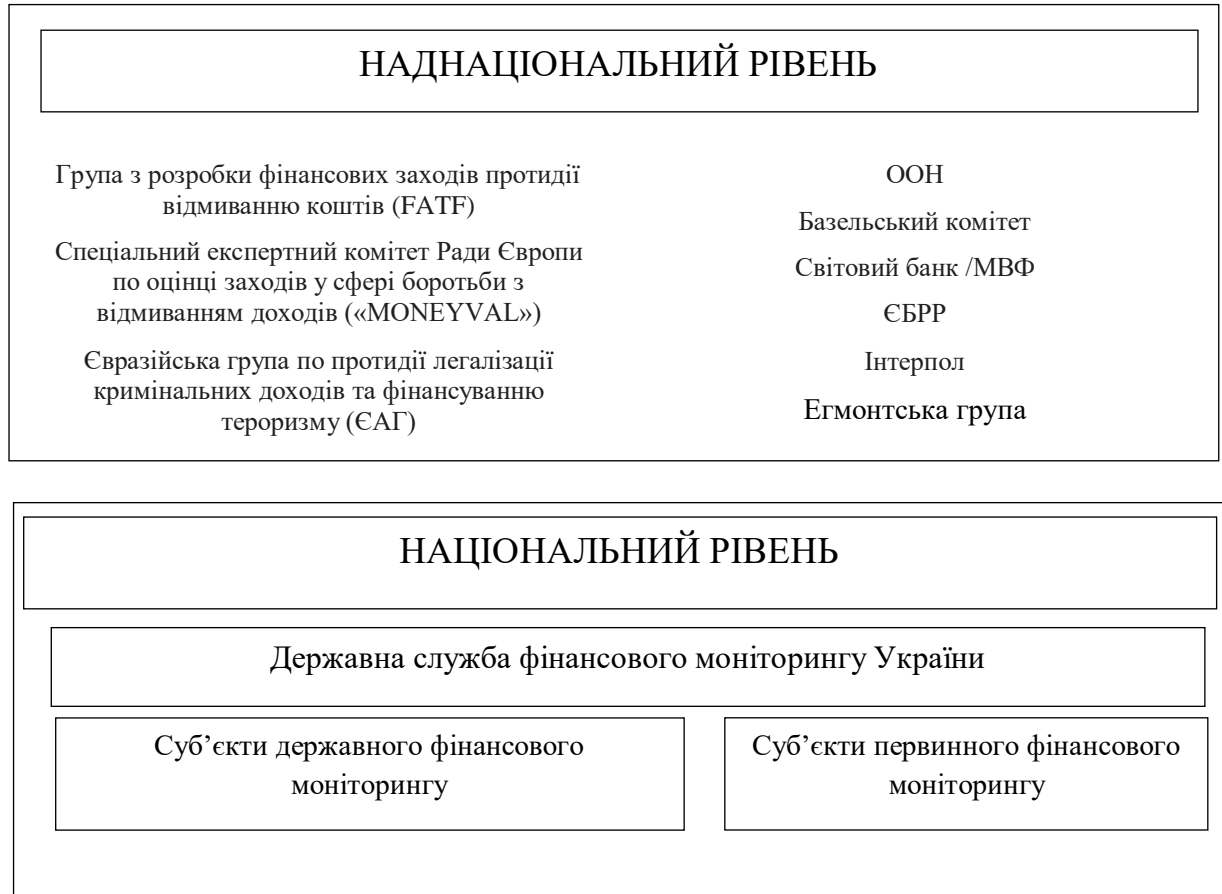 НАДНАЦІОНАЛЬНИЙ РІВЕНЬ
Група з розробки фінансових заходів протидії
відмиванню коштів (FATF)
Спеціальний експертний комітет Ради Європи
по оцінці заходів у сфері боротьби з
відмиванням доходів («MONEYVAL»)
Євразійська група по протидії легалізації
кримінальних доходів та фінансуванню
тероризму (ЄАГ)
ООН
Базельський комітет
Світовий банк /МВФ
ЄБРР
Інтерпол
Егмонтська група
НАЦІОНАЛЬНИЙ РІВЕНЬ
Державна служба фінансового моніторингу України
Суб’єкти державного фінансового
моніторингу
Суб’єкти первинного фінансового
моніторингу